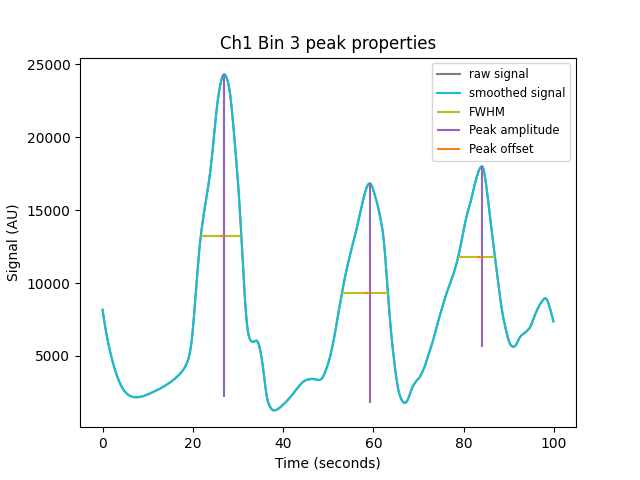 Ch1 Bin 3 peak properties
25000
20000
15000
10000
5000
Signal (AU)
raw signal
smoothed signal
FWHM
Peak amplitude
Peak offset
0 20 40 60 80 100
Time (seconds)